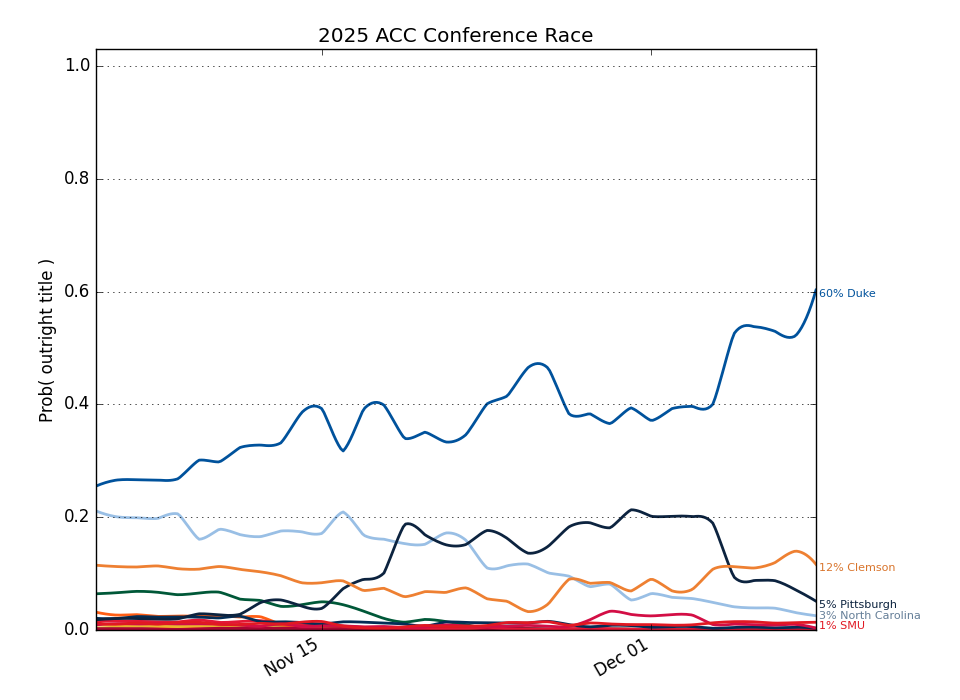 2025 ACC Conference Race
Prob( outright title )
1.0
0.8
0.6
0.4
0.2
0.0
Nov 15
Dec 01
60% Duke
12% Clemson
5% Pittsburgh
3% North Carolina
1% SMU